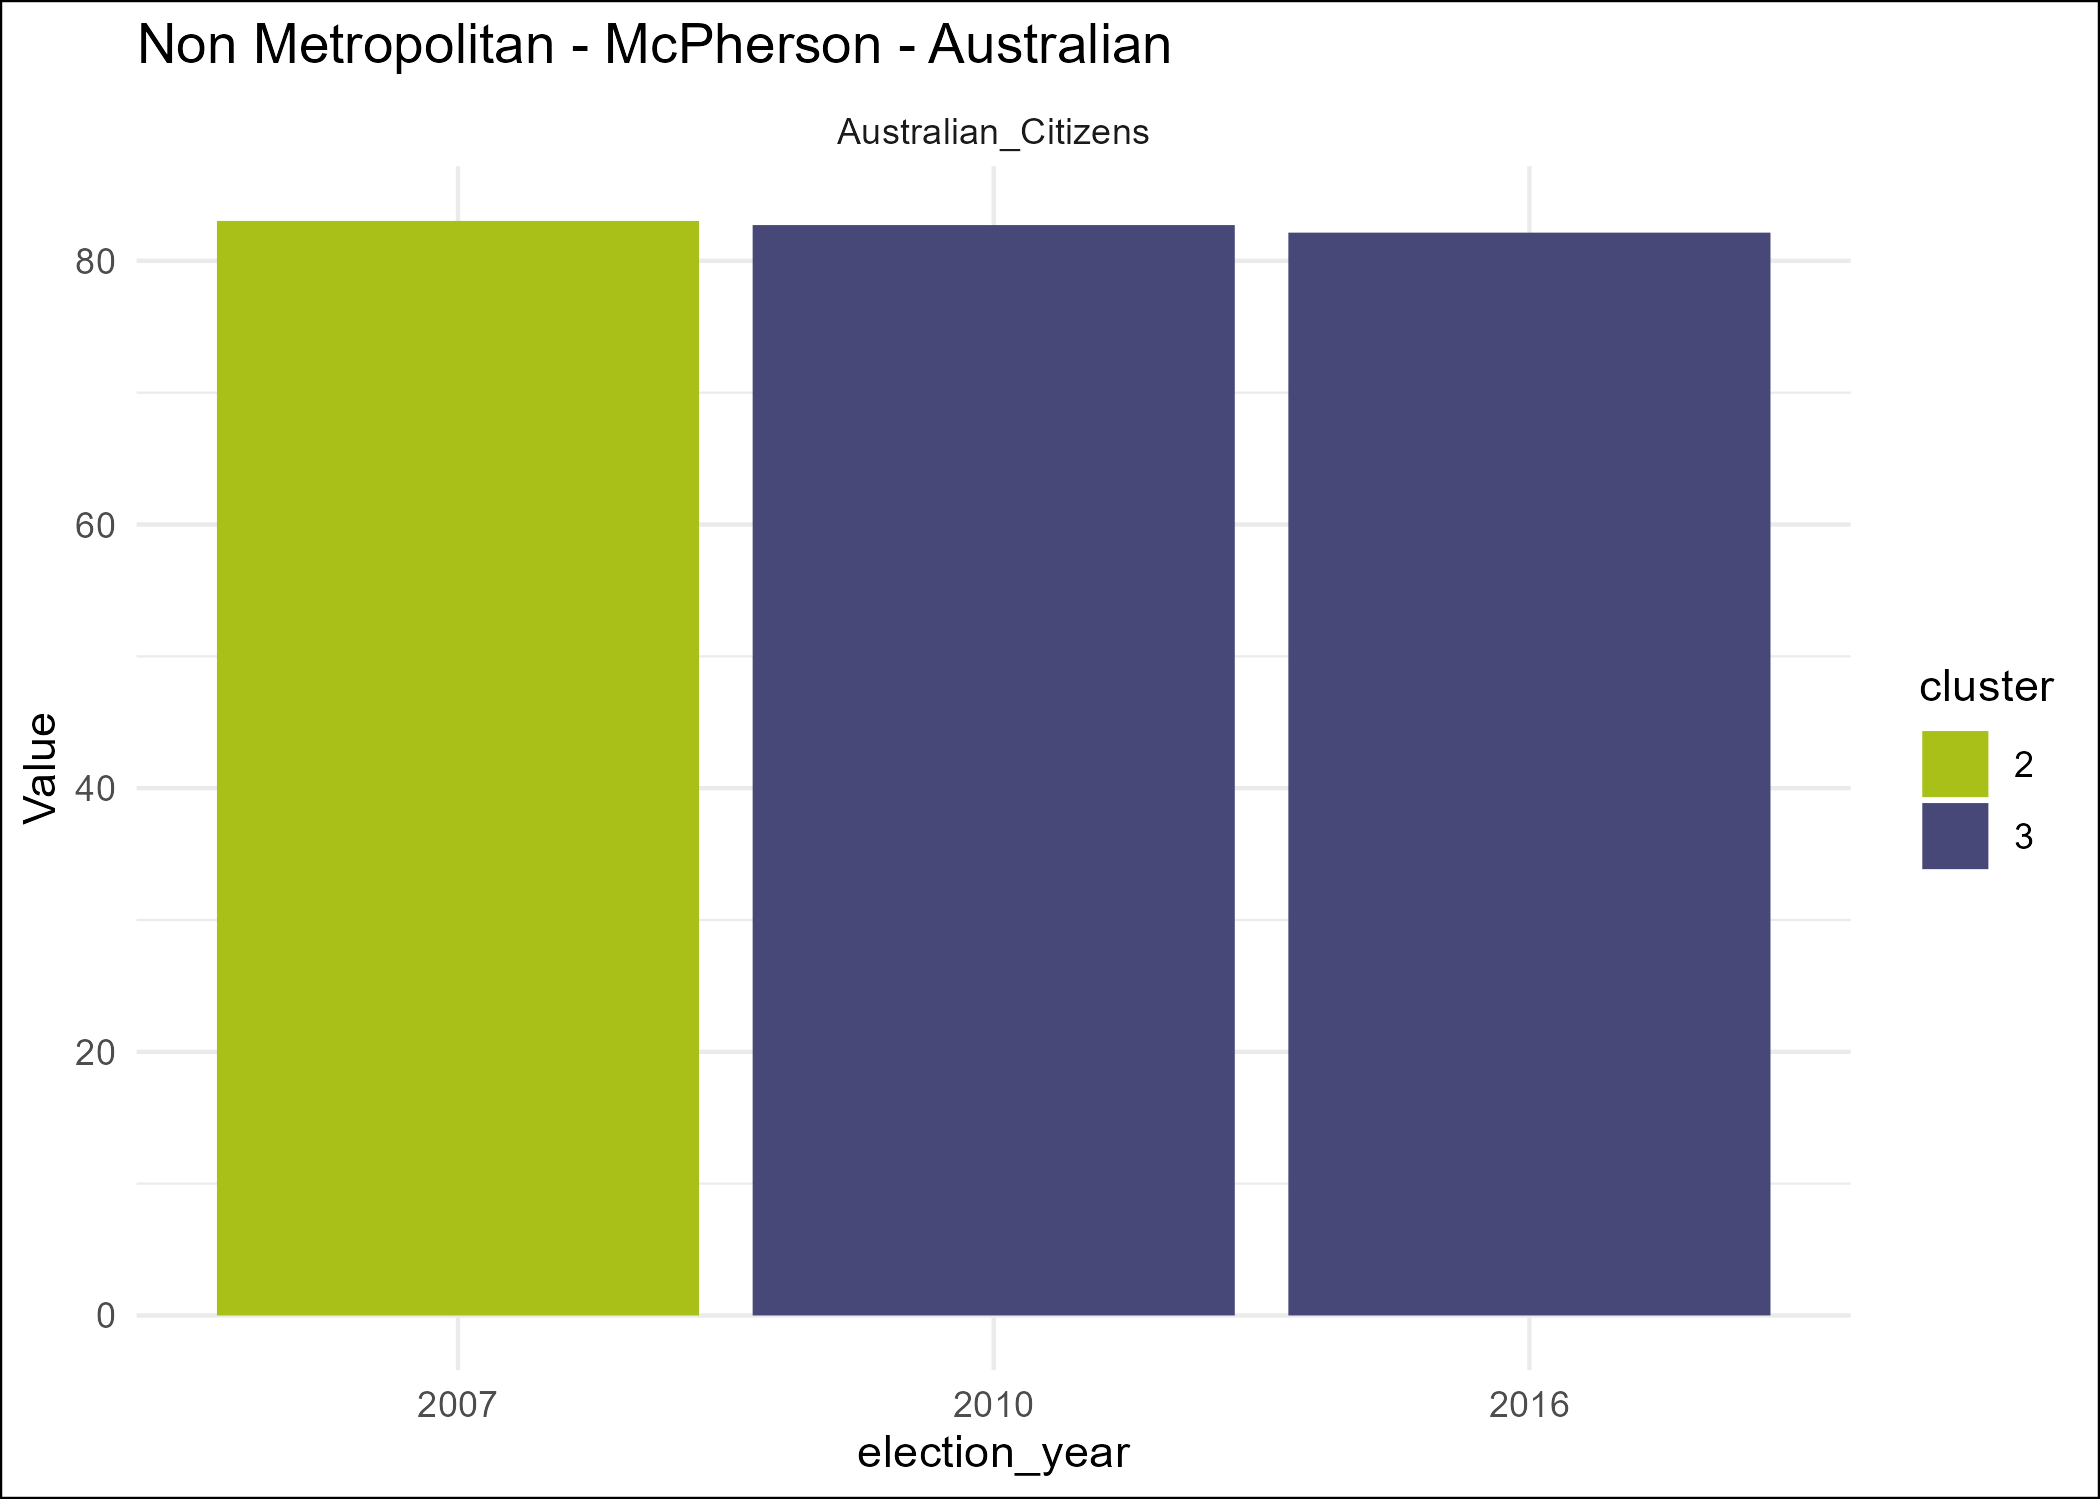 Non Metropolitan - McPherson - Australian
Australian_Citizens
80
60
40
20
0
Value
2007 2010 2016
election_year
cluster
2
3